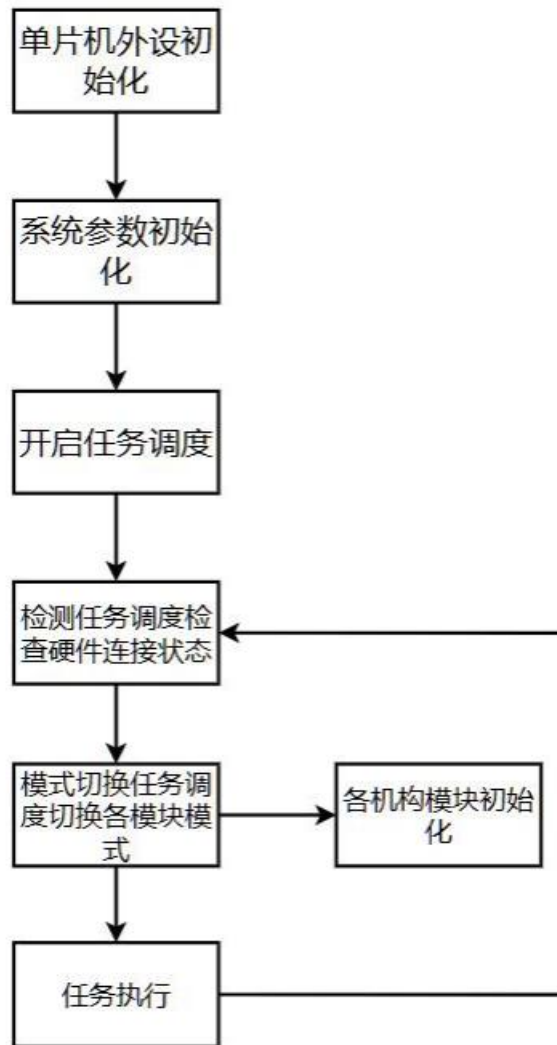 单片机外设初
始化
系统参数初始
化
开启任务调度
检测任务调度检
查硬件连接状态
模式切换任务调
度切换各模块模
式
各机构模块初始
化
任务执行